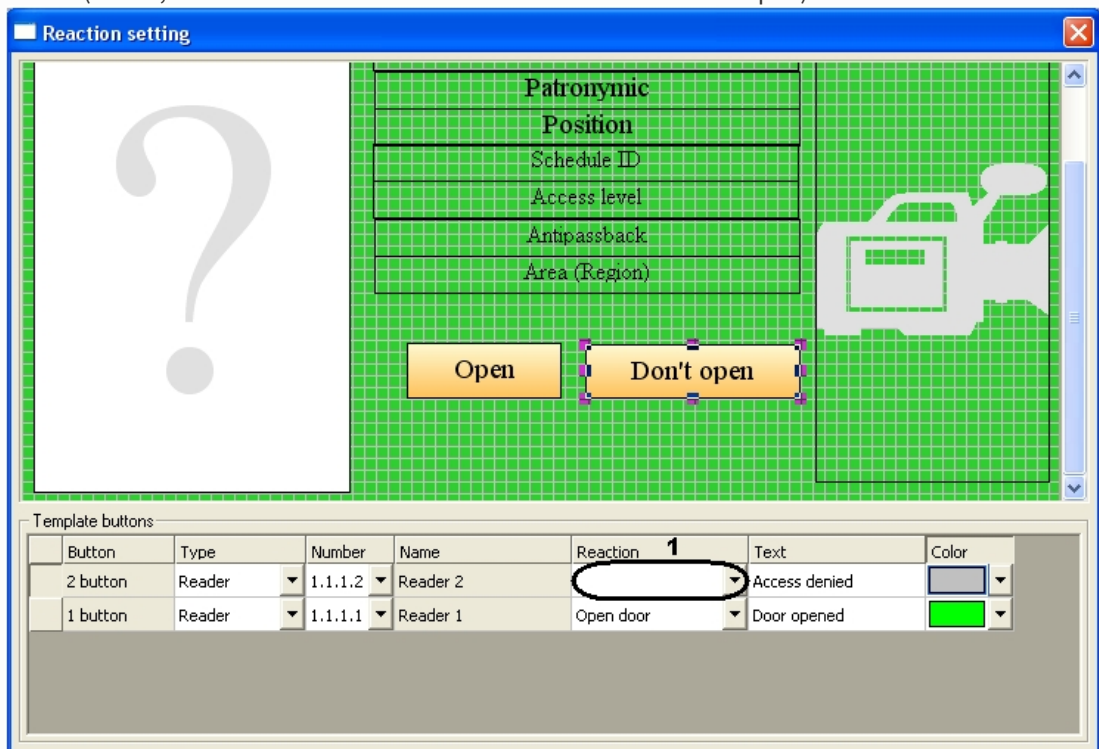 Reaction setting
Patronymic
Position
Schedule ID
Access level
Antipassback
Area (Region)
Open Don't open
Template buttons
Button Type Number Name Reaction 1 Text Color
2 button Reader 1.1.1.2 Reader 2 Access denied
1 button Reader 1.1.1.1 Reader 1 Open door Door opened